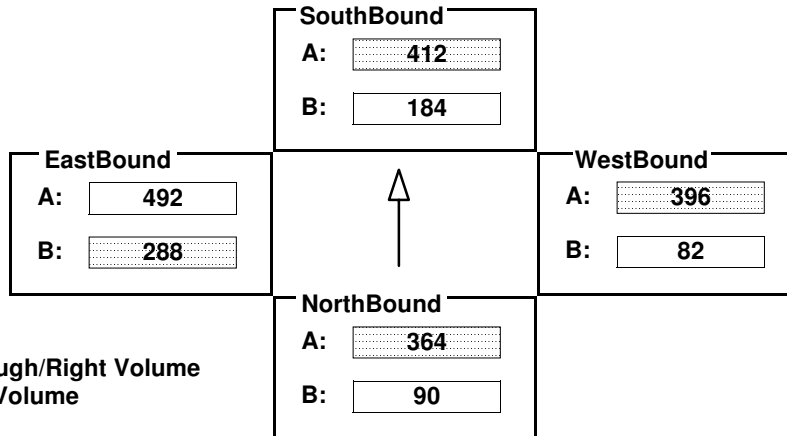 SouthBound
A: 412
B: 184
EastBound
A: 492
B: 288
WestBound
A: 396
B: 82
NorthBound
A: 364
B: 90
ugh/Right Volume
Volume